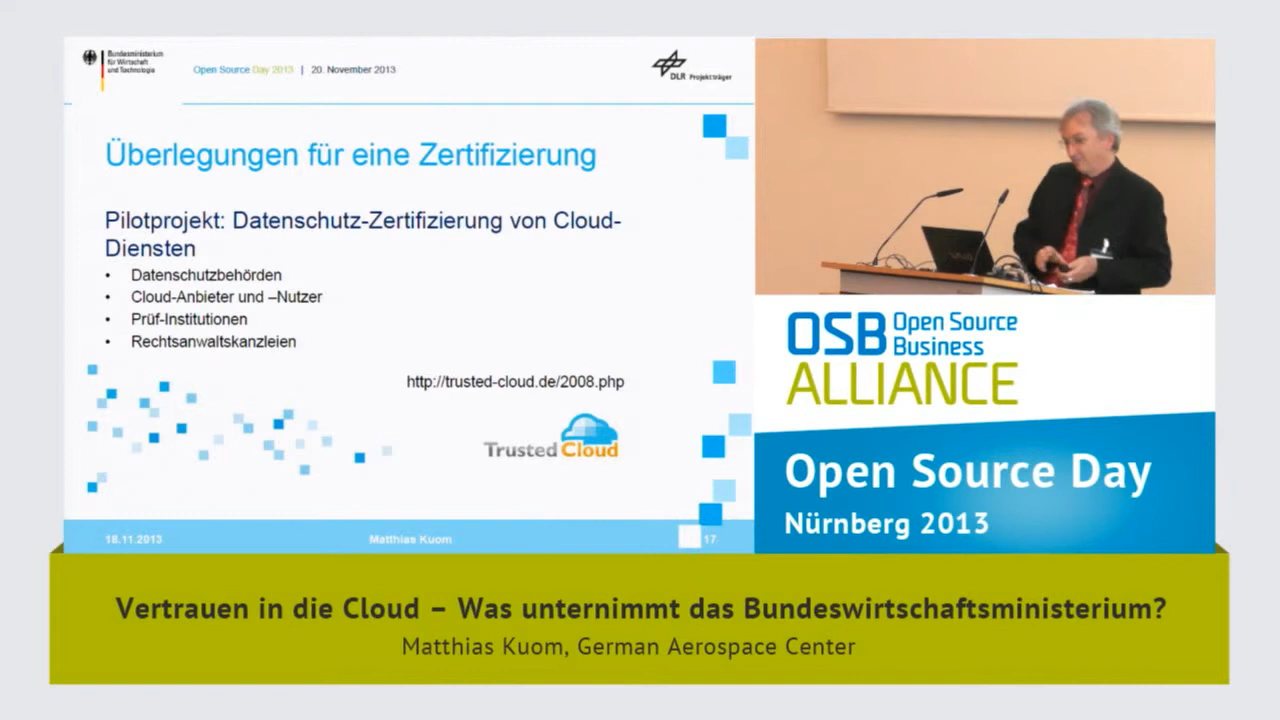 Bundesministerium
für Wirtschaft
und Technologie
Open Source Day 2013 | 20. November 2013
DLR Projektträger
Überlegungen für eine Zertifizierung
Pilotprojekt: Datenschutz-Zertifizierung von Cloud-
Diensten
• Datenschutzbehörden
• Cloud-Anbieter und –Nutzer
• Prüf-Institutionen
• Rechtsanwaltskanzleien
http://trusted-cloud.de/2008.php
Trusted Cloud
18.11.2013 Matthias Kuom 17
OSB Open Source
Business
ALLIANCE
Open Source Day
Nürnberg 2013
Vertrauen in die Cloud – Was unternimmt das Bundeswirtschaftsministerium?
Matthias Kuom, German Aerospace Center